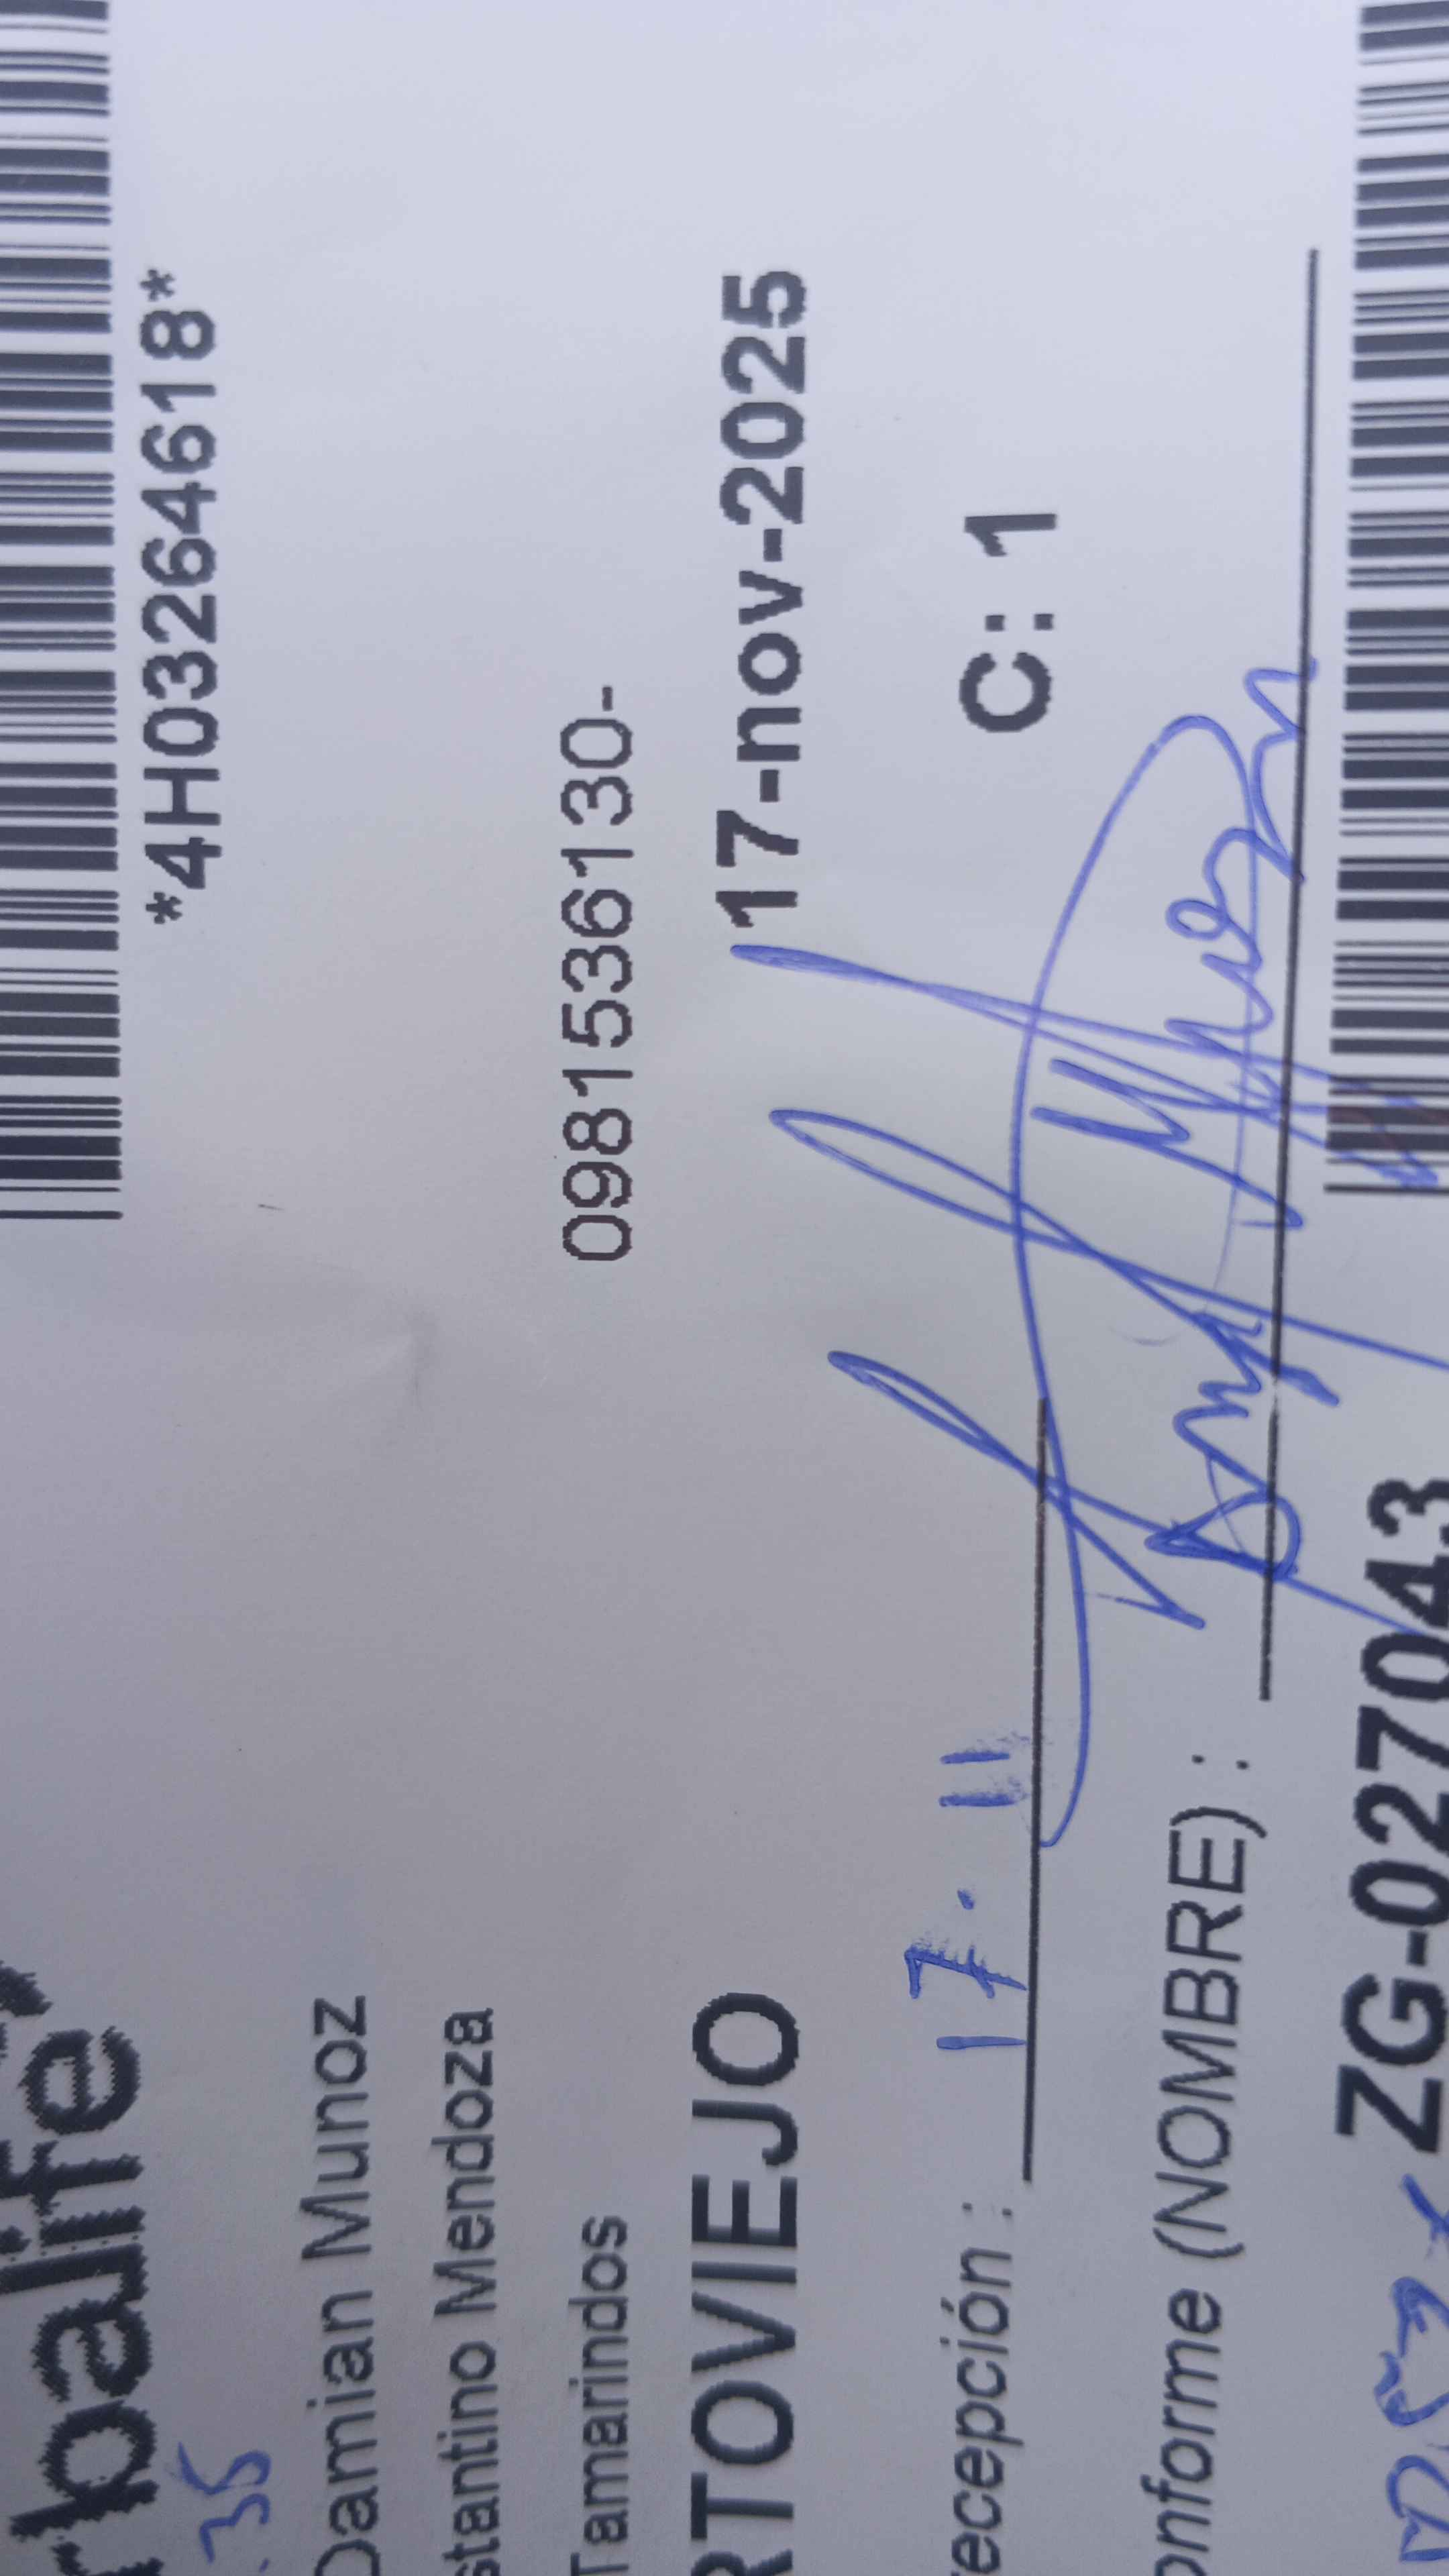 rbalife
*4H03264618*
.35
Damian Munoz
stantino Mendoza
Tamarindos 0981536130-
RTOVIEJO 17-nov-2025
ecepción : 17. 11 C: 1
onforme (NOMBRE) :
ZG-027043